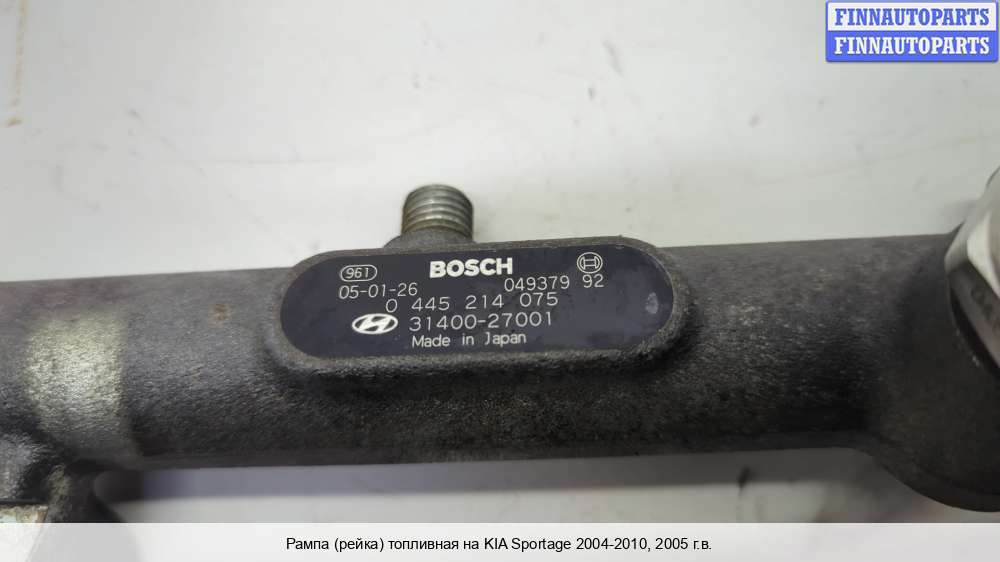 FINNAUTOPARTS
FINNAUTOPARTS
961 BOSCH
05-01-26 049379 92
0 445 214 075
31400-27001
Made in Japan
Рампа (рейка) топливная на KIA Sportage 2004-2010, 2005 г.в.